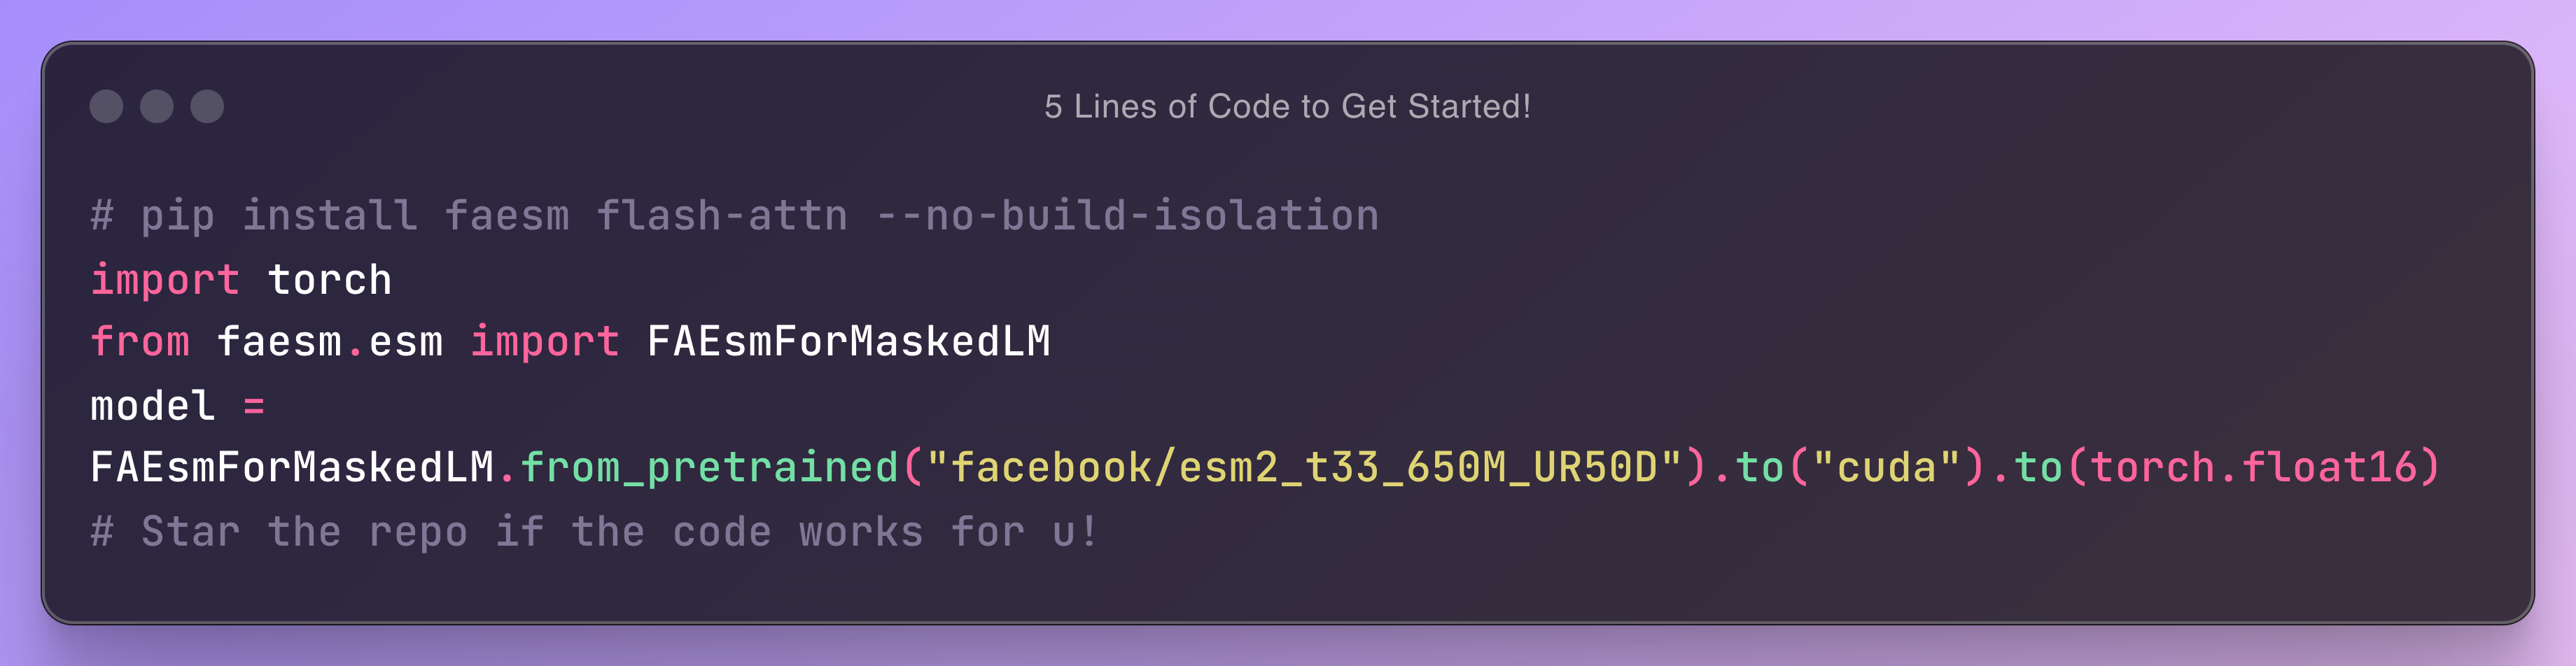 5 Lines of Code to Get Started!
# pip install faesm flash-attn --no-build-isolation
import torch
from faesm.esm import FAEsmForMaskedLM
model =
FAEsmForMaskedLM.from_pretrained("facebook/esm2_t33_650M_UR50D").to("cuda").to(torch.float16)
# Star the repo if the code works for u!